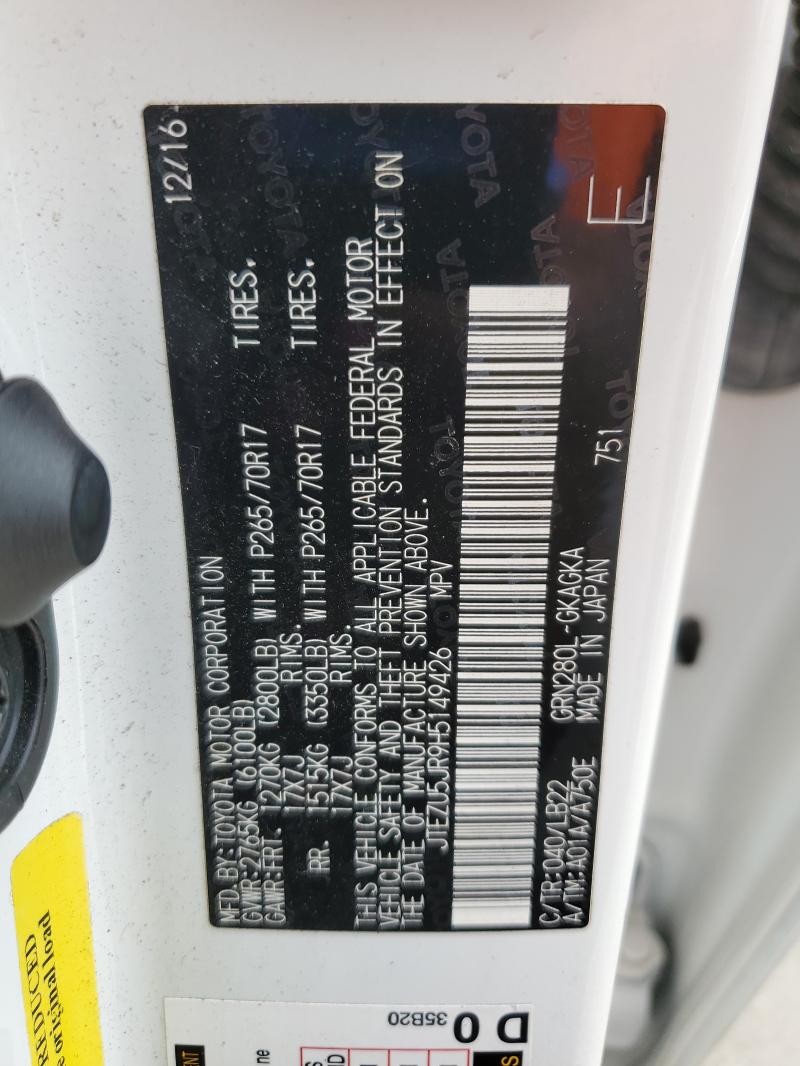 MFD. BY: TOYOTA MOTOR CORPORATION 12/16
GVWR: 2765KG (6100LB)
GAWR: FRT. 1270KG (2800LB) WITH P265/70R17 TIRES.
17X7J RIMS.
RR. 1515KG (3350LB) WITH P265/70R17 TIRES.
17X7J RIMS.
THIS VEHICLE CONFORMS TO ALL APPLICABLE FEDERAL MOTOR
VEHICLE SAFETY AND THEFT PREVENTION STANDARDS IN EFFECT ON
THE DATE OF MANUFACTURE SHOWN ABOVE.
JTEZU5JR9H5149426 MPV
C/TR: 040/LB22 GRN280L-GKAGKA
A/TM: A01A/A750E MADE IN JAPAN 751
E
REDUCED
original load
35B20
D 0